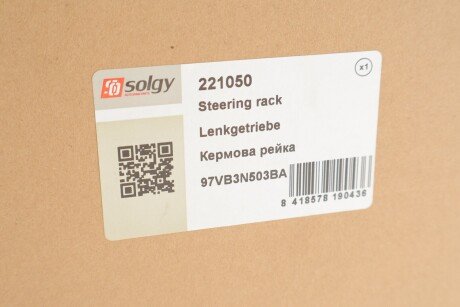 solgy
221050
x1
Steering rack
Lenkgetriebe
Кермова рейка
97VB3N503BA
8 418578 190436